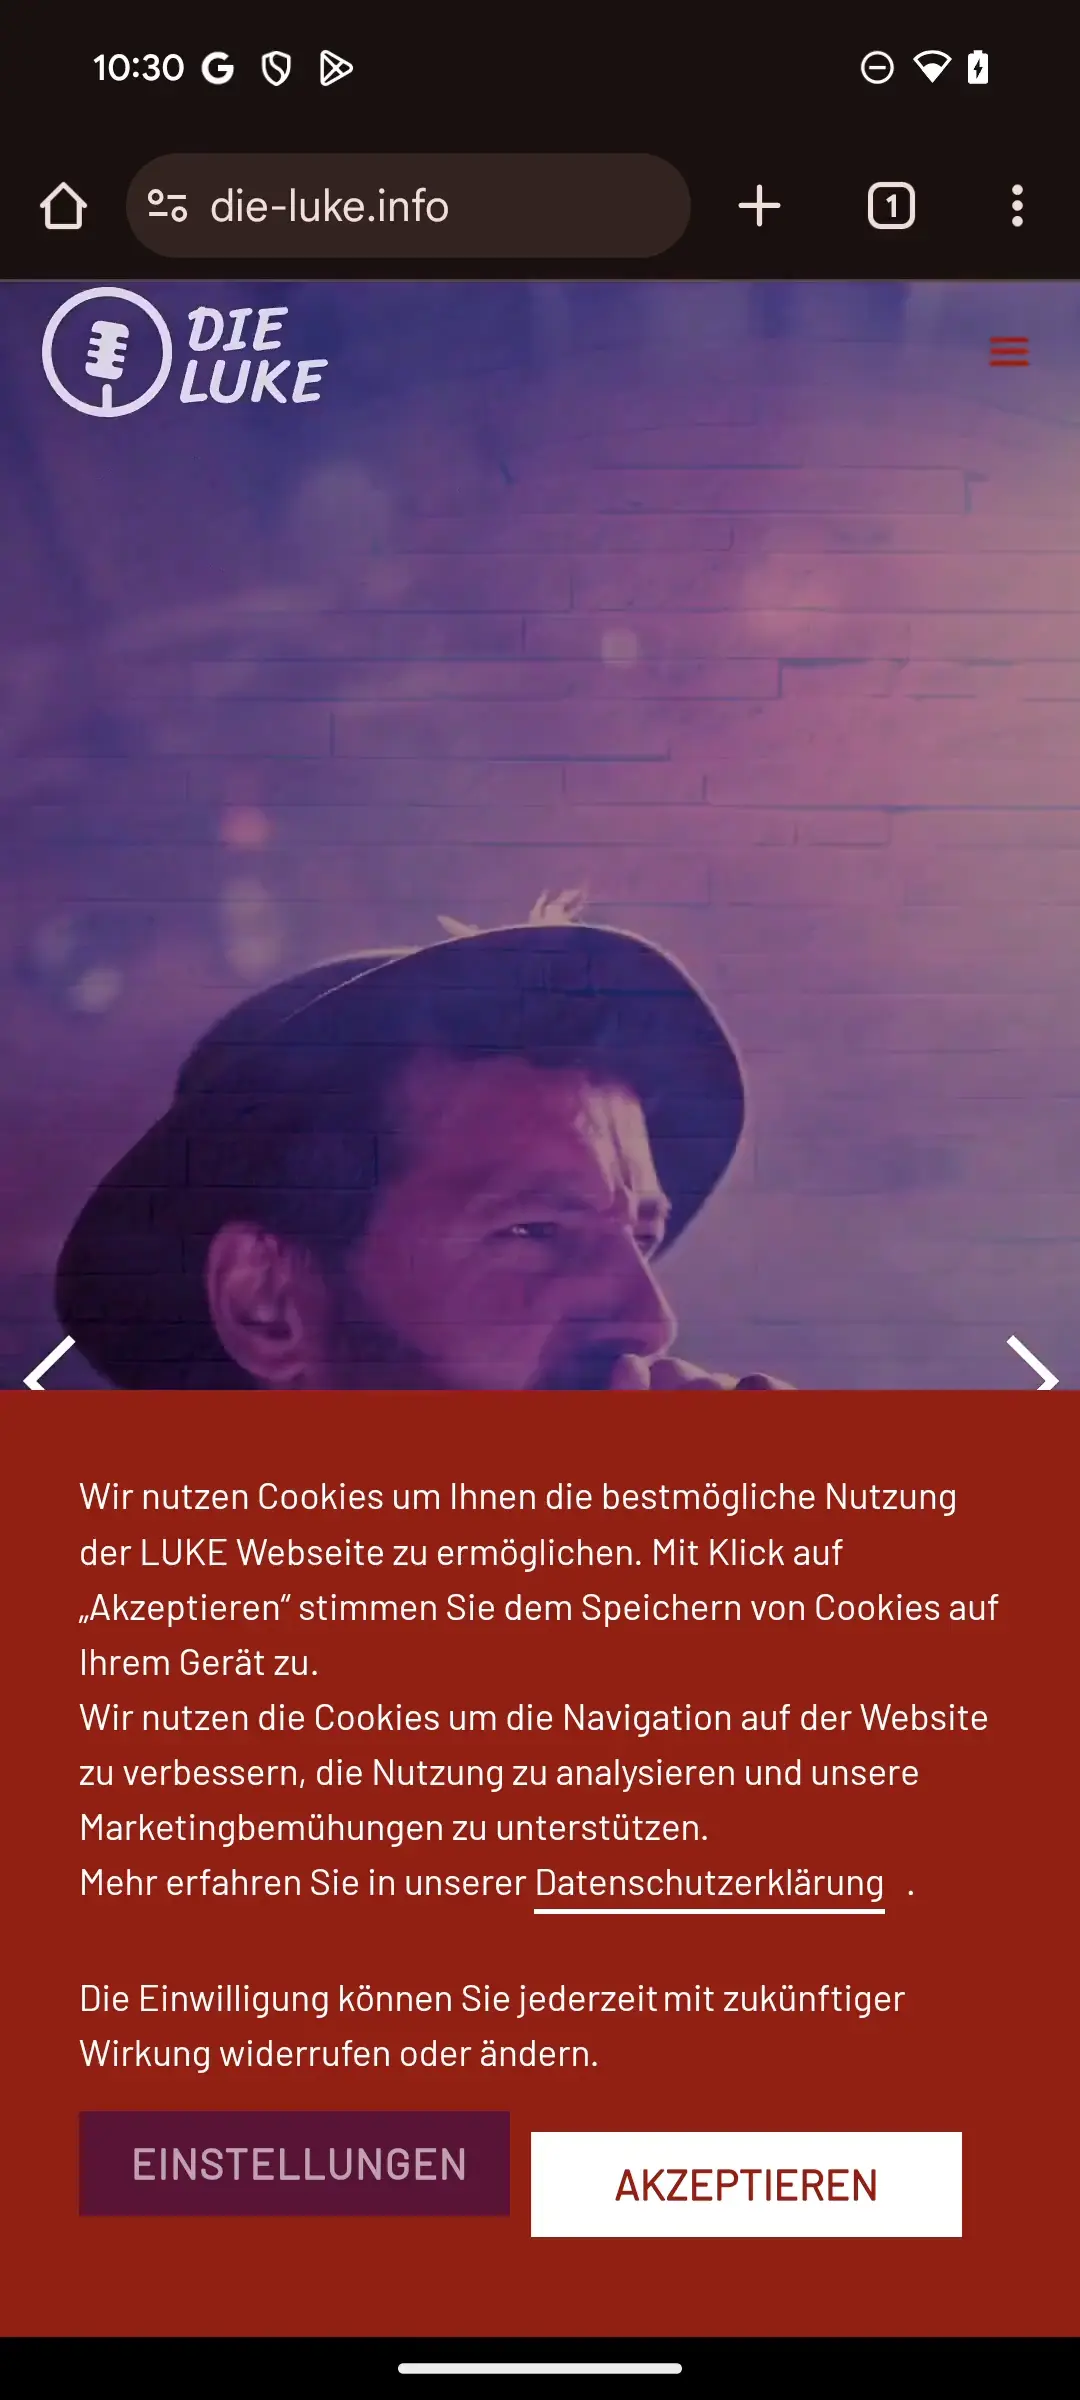 10:30
die-luke.info
1
DIE
LUKE
Wir nutzen Cookies um Ihnen die bestmögliche Nutzung
der LUKE Webseite zu ermöglichen. Mit Klick auf
„Akzeptieren“ stimmen Sie dem Speichern von Cookies auf
Ihrem Gerät zu.
Wir nutzen die Cookies um die Navigation auf der Website
zu verbessern, die Nutzung zu analysieren und unsere
Marketingbemühungen zu unterstützen.
Mehr erfahren Sie in unserer Datenschutzerklärung .
Die Einwilligung können Sie jederzeit mit zukünftiger
Wirkung widerrufen oder ändern.
EINSTELLUNGEN
AKZEPTIEREN